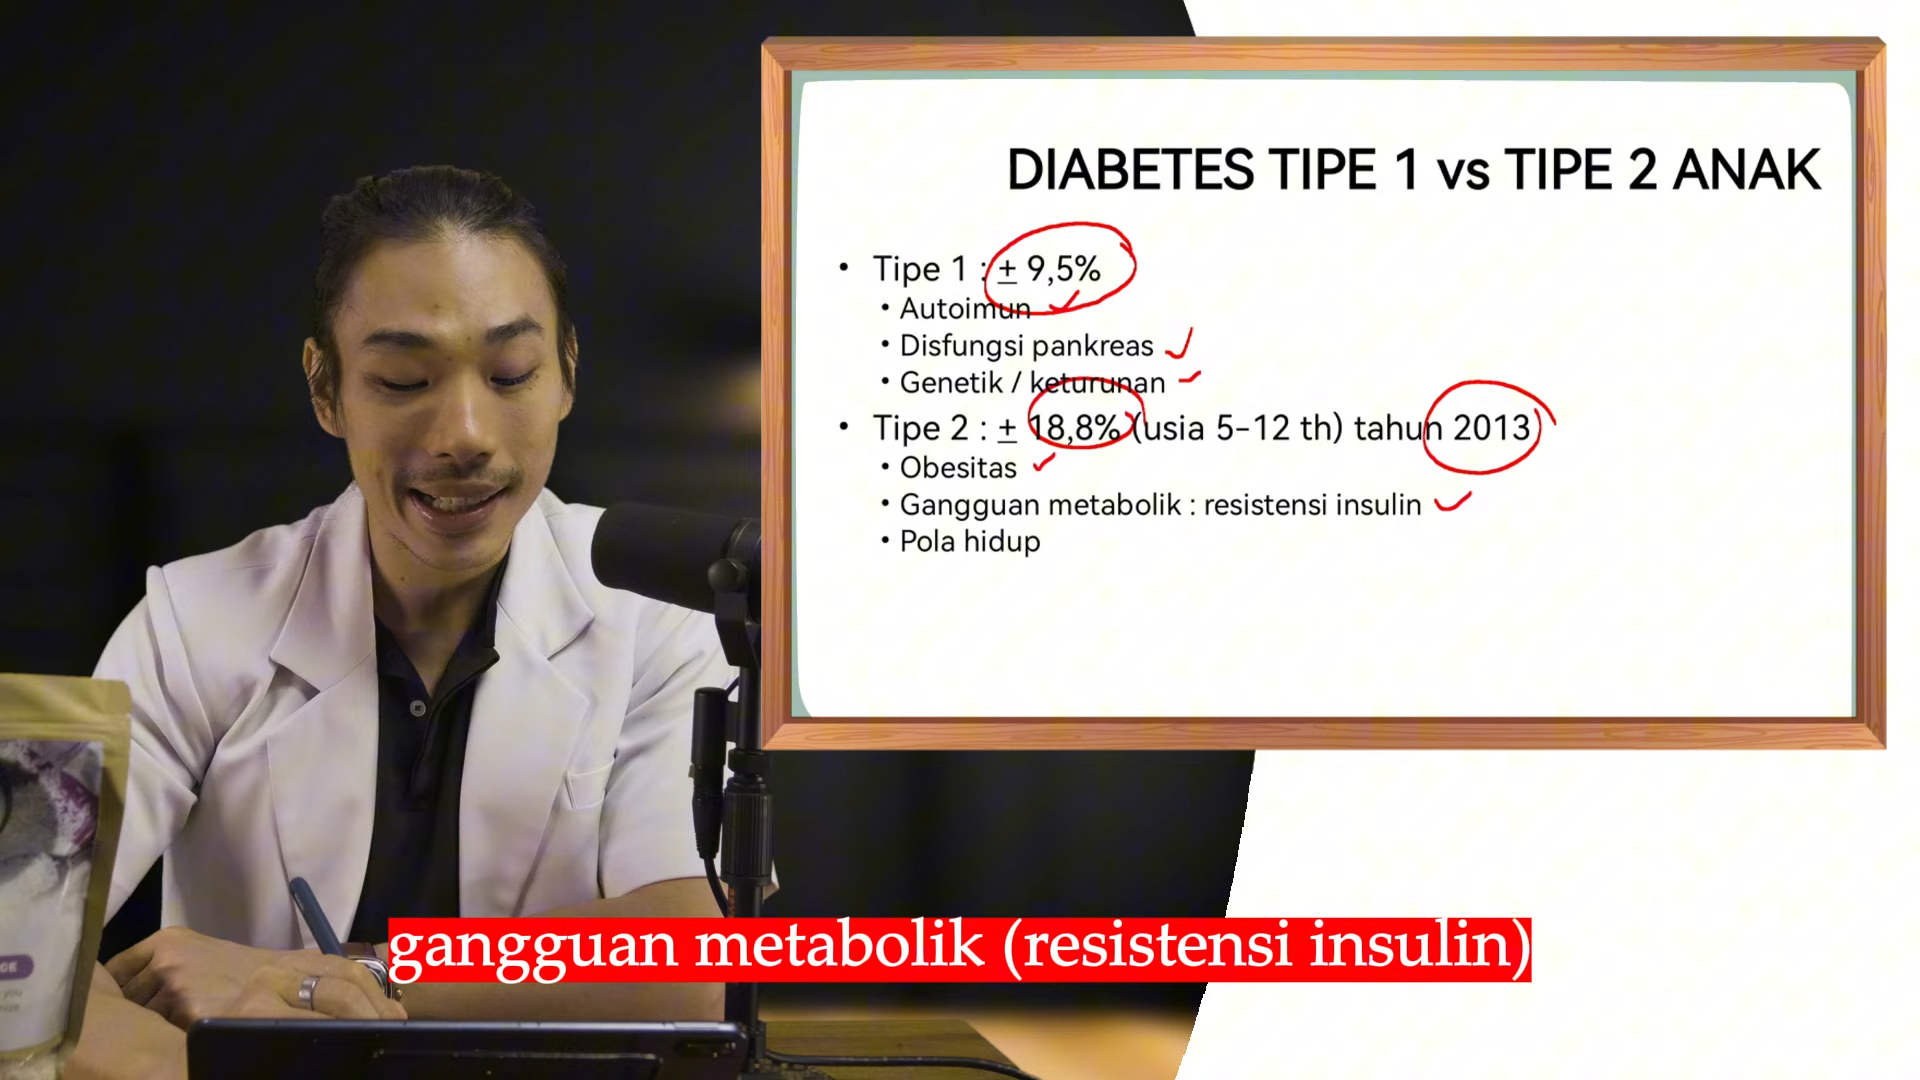 DIABETES TIPE 1 vs TIPE 2 ANAK
• Tipe 1 : ± 9,5%
• Autoimun
• Disfungsi pankreas
• Genetik / keturunan
• Tipe 2 : ± 18,8% (usia 5-12 th) tahun 2013
• Obesitas
• Gangguan metabolik : resistensi insulin
• Pola hidup
gangguan metabolik (resistensi insulin)
you